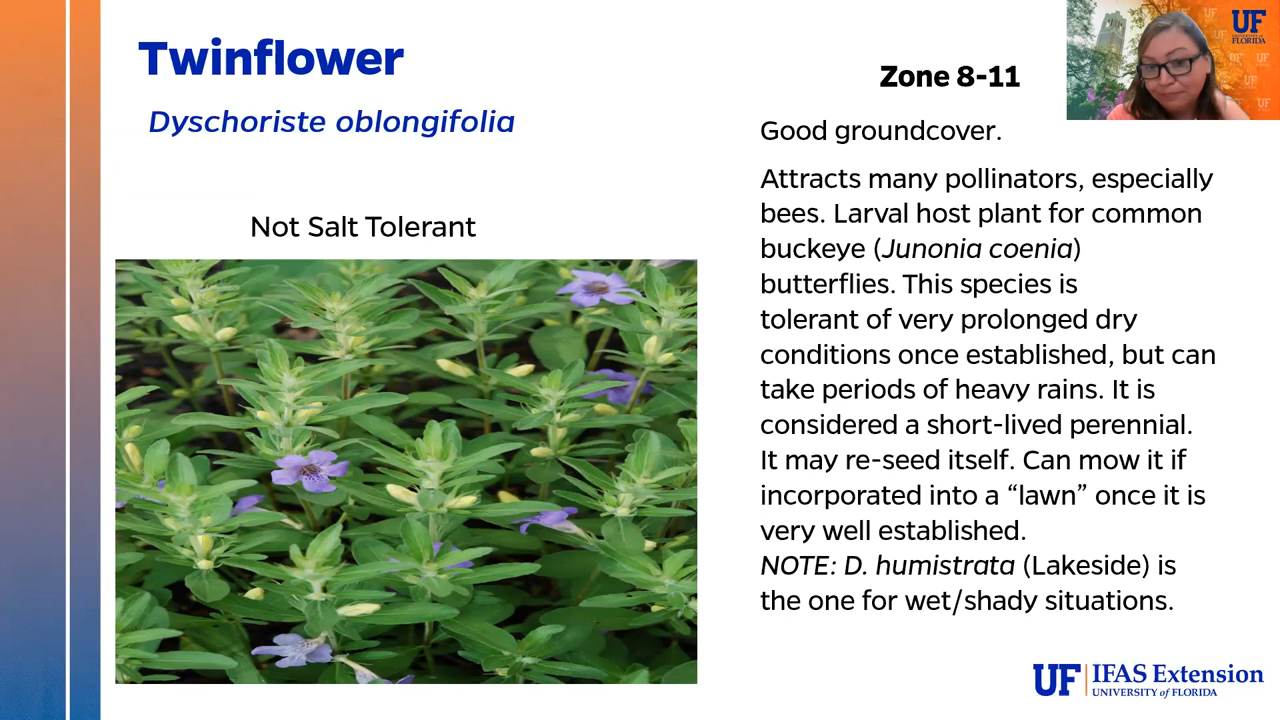 Twinflower
Dyschoriste oblongifolia
Not Salt Tolerant
Zone 8-11
Good groundcover.
Attracts many pollinators, especially
bees. Larval host plant for common
buckeye (Junonia coenia)
butterflies. This species is
tolerant of very prolonged dry
conditions once established, but can
take periods of heavy rains. It is
considered a short-lived perennial.
It may re-seed itself. Can mow it if
incorporated into a “lawn” once it is
very well established.
NOTE: D. humistrata (Lakeside) is
the one for wet/shady situations.
UF
UNIVERSITY of
FLORIDA
UF IFAS Extension
UNIVERSITY of FLORIDA